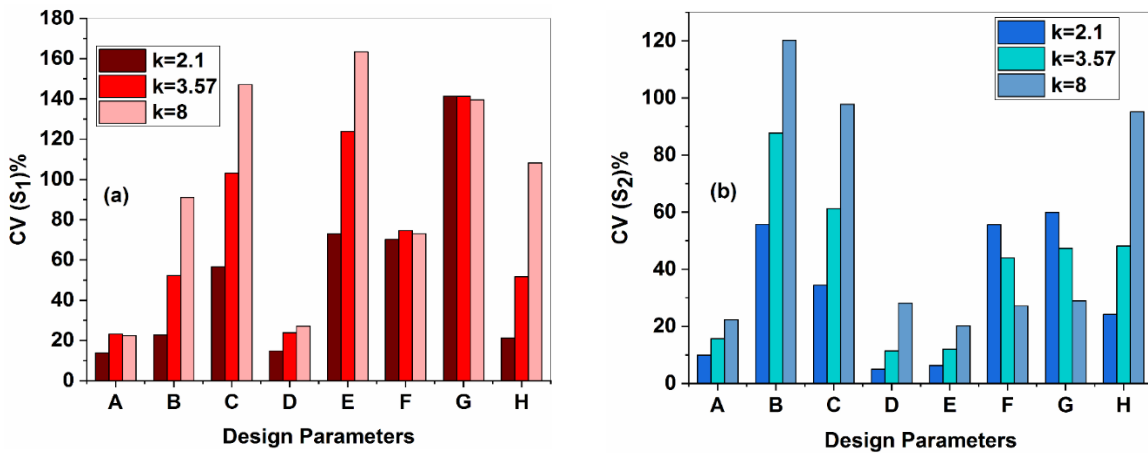 180
160
140
120
100
80
60
40
20
0
CV (S1)%
k=2.1
k=3.57
k=8
(a)
A B C D E F G H
Design Parameters
120
100
80
60
40
20
0
CV (S2)%
k=2.1
k=3.57
k=8
(b)
A B C D E F G H
Design Parameters